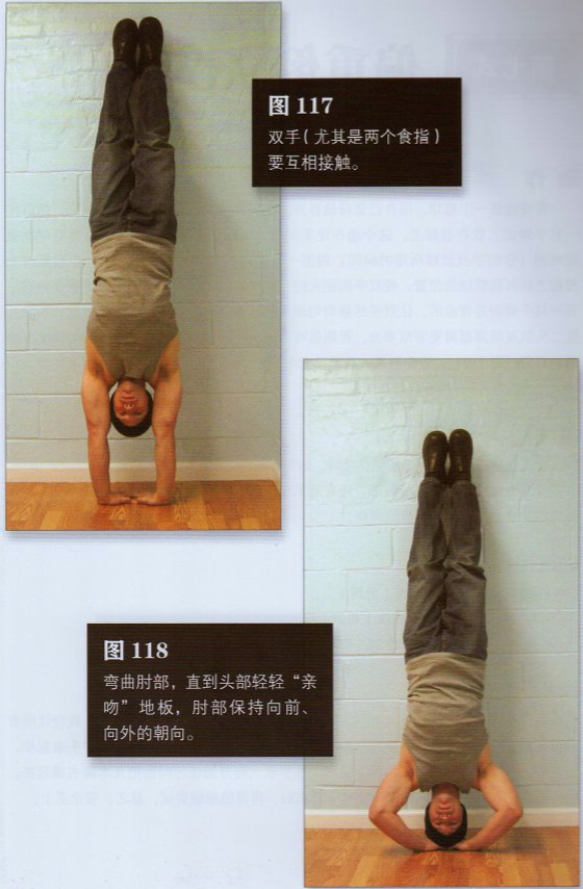 图 117
双手（尤其是两个食指）
要互相接触。
图 118
弯曲肘部，直到头部轻轻“亲
吻”地板，肘部保持向前、
向外的朝向。